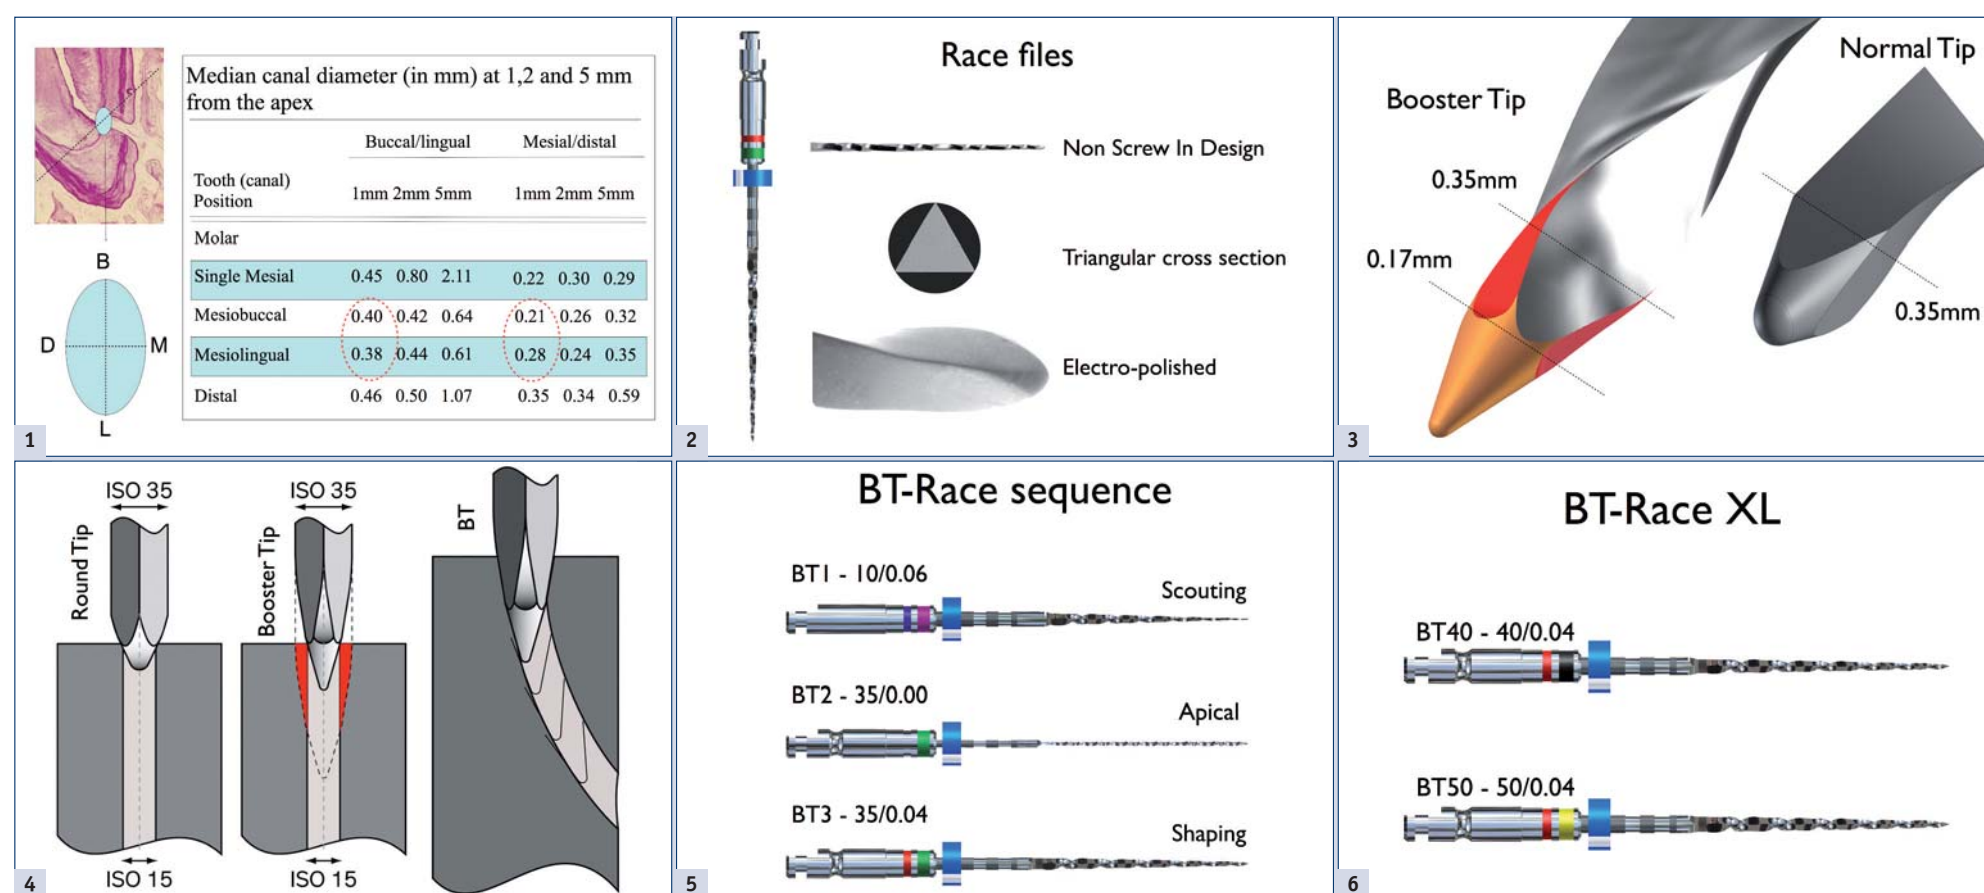 Median canal diameter (in mm) at 1,2 and 5 mm
from the apex
Buccal/lingual Mesial/distal
Tooth (canal)
Position
1mm 2mm 5mm 1mm 2mm 5mm
Molar
Single Mesial 0.45 0.80 2.11 0.22 0.30 0.29
Mesiobuccal 0.40 0.42 0.64 0.21 0.26 0.32
Mesiolingual 0.38 0.44 0.61 0.28 0.24 0.35
Distal 0.46 0.50 1.07 0.35 0.34 0.59
B
D M
L
1
Race files
Non Screw In Design
Triangular cross section
Electro-polished
2
Normal Tip
Booster Tip
0.35mm
0.17mm
0.35mm
3
ISO 35
Round Tip
ISO 15
ISO 35
Booster Tip
ISO 15
BT
4
BT-Race sequence
BT1 - 10/0.06
Scouting
BT2 - 35/0.00
Apical
BT3 - 35/0.04
Shaping
5
BT-Race XL
BT40 - 40/0.04
BT50 - 50/0.04
6